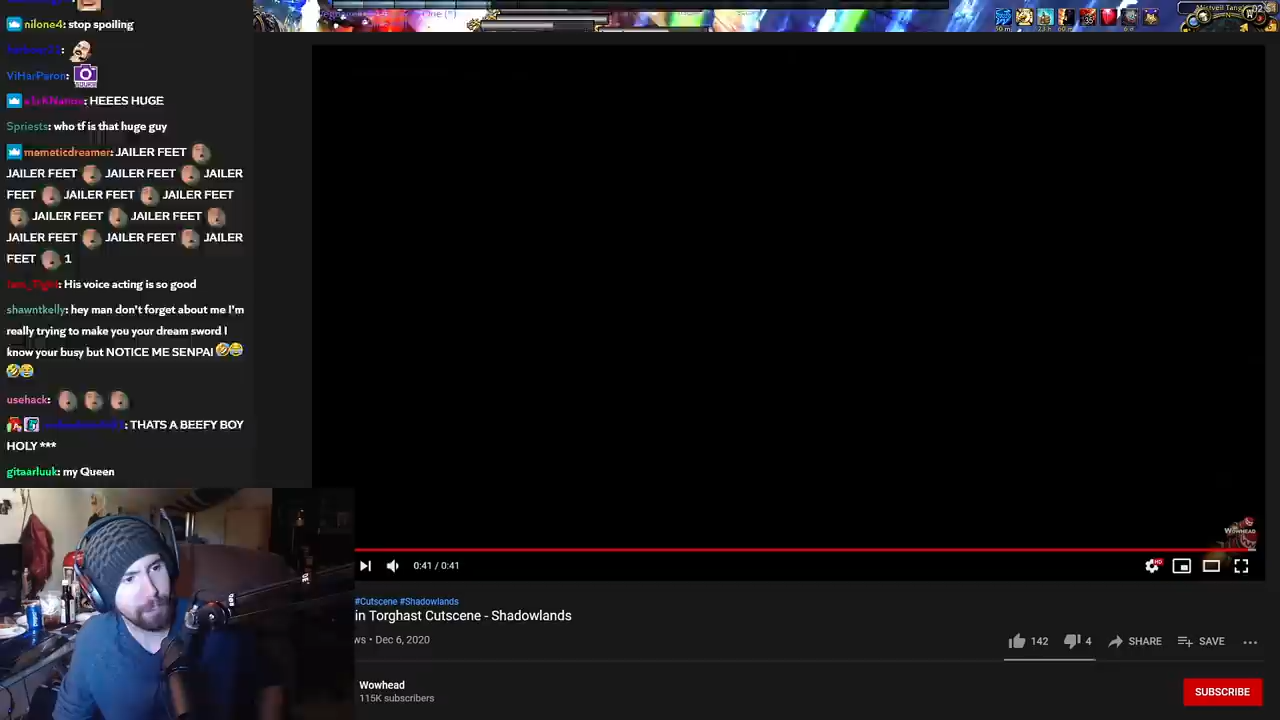 nilone4: stop spoiling
ViHarParon:
: HEEES HUGE
Spriests: who tf is that huge guy
memeticdreamer: JAILER FEET
JAILER FEET JAILER FEET JAILER
FEET JAILER FEET JAILER FEET
JAILER FEET JAILER FEET
JAILER FEET JAILER FEET JAILER
FEET 1
: His voice acting is so good
shawntkelly: hey man don't forget about me I'm
really trying to make you your dream sword I
know your busy but NOTICE ME SENPAI
usehack:
: THATS A BEEFY BOY
HOLY ***
gitaarluuk: my Queen
WOWHEAD
0:41 / 0:41
HD
#Cutscene #Shadowlands
in Torghast Cutscene - Shadowlands
ws • Dec 6, 2020
142
4
SHARE
SAVE
Wowhead
115K subscribers
SUBSCRIBE